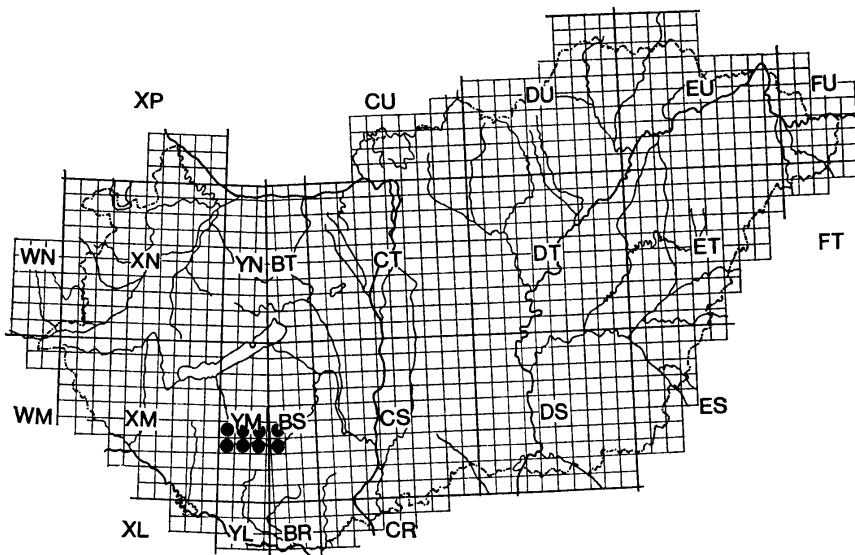 XP CU DU EU FU
WN XN YN BT CT DT ET FT
WM XM YM BS CS DS ES
XL YL BR CR